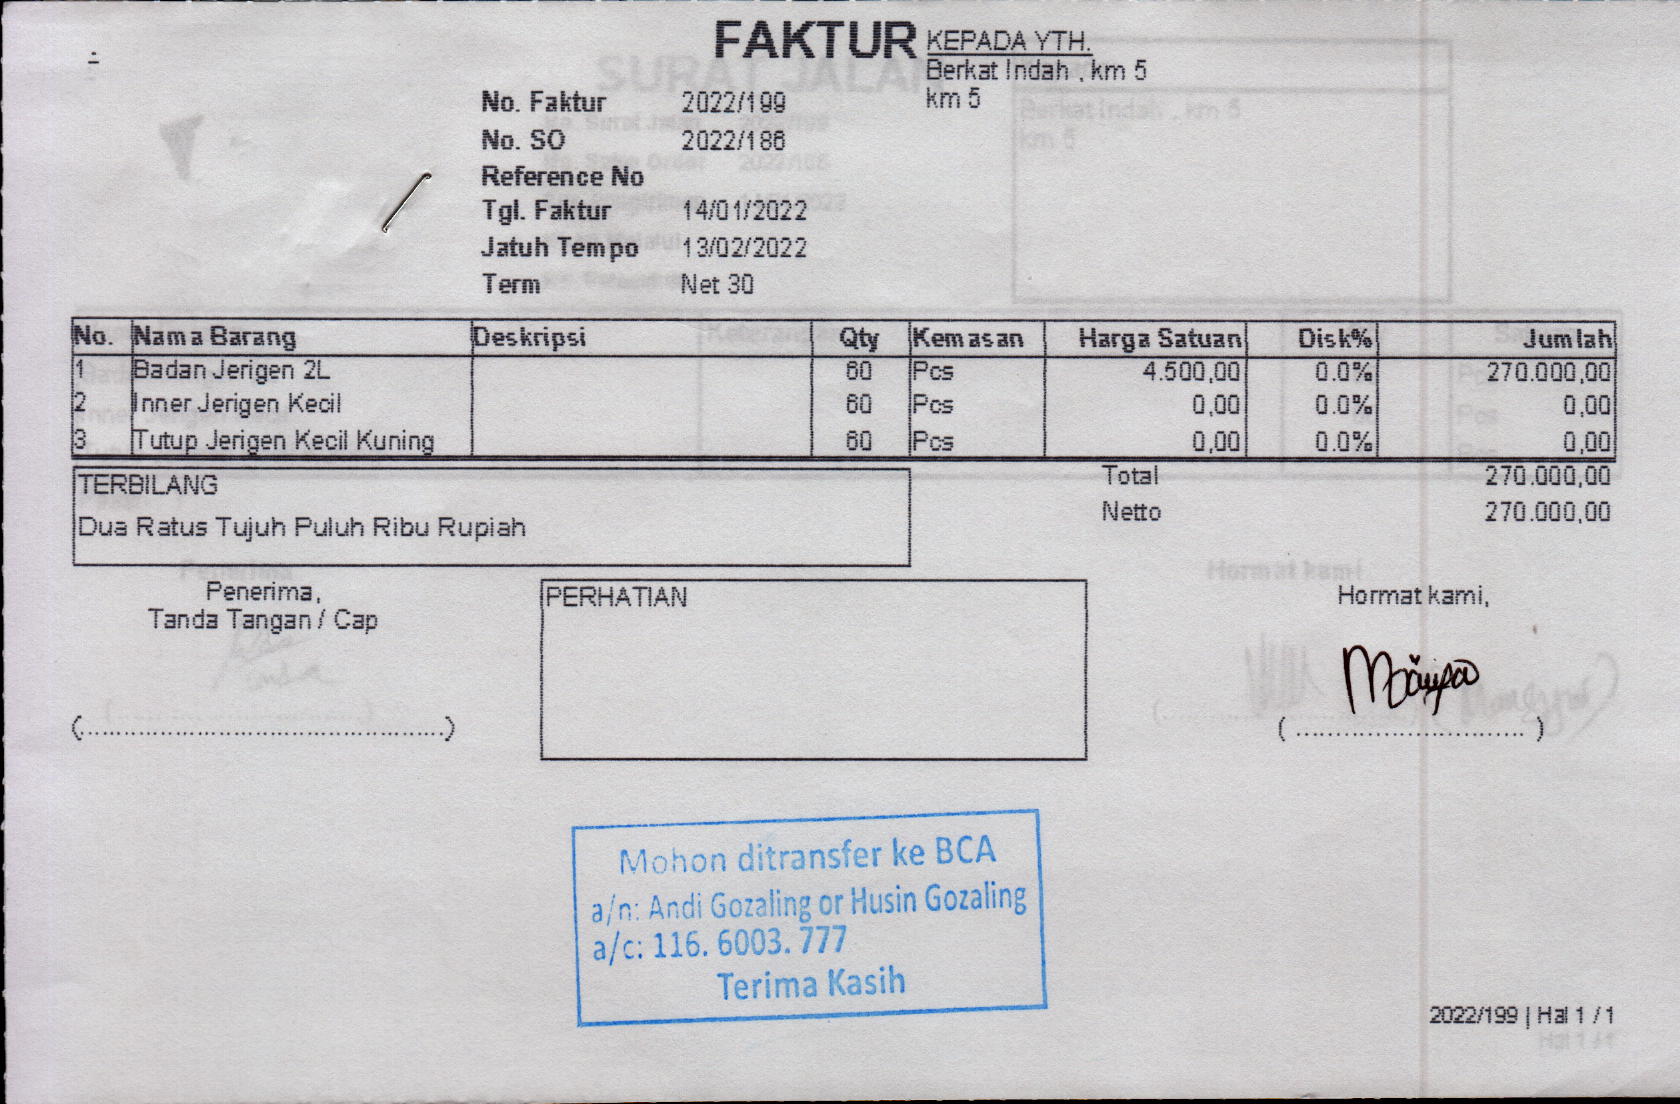 FAKTUR
KEPADA YTH.
Berkat Indah , km 5
km 5
No. Faktur 2022/199
No. SO 2022/186
Reference No
Tgl. Faktur 14/01/2022
Jatuh Tempo 13/02/2022
Term Net 30
No. Nama Barang Deskripsi Qty Kemasan Harga Satuan Disk% Jumlah
1 Badan Jerigen 2L 60 Pcs 4.500,00 0.0% 270.000,00
2 Inner Jerigen Kecil 60 Pcs 0,00 0.0% 0,00
3 Tutup Jerigen Kecil Kuning 60 Pcs 0,00 0.0% 0,00
Total 270.000,00
Netto 270.000,00
TERBILANG
Dua Ratus Tujuh Puluh Ribu Rupiah
Penerima,
Tanda Tangan / Cap
PERHATIAN
Hormat kami,
Mohon ditransfer ke BCA
a/n: Andi Gozaling or Husin Gozaling
a/c: 116. 6003. 777
Terima Kasih
2022/199 | Hal 1 / 1